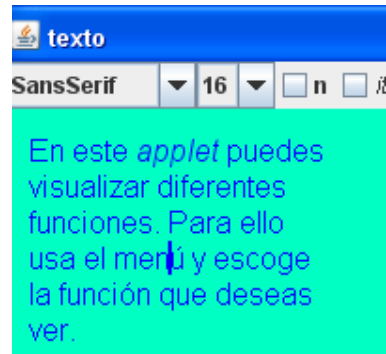 texto
SansSerif 16 n
En este applet puedes
visualizar diferentes
funciones. Para ello
usa el menú y escoge
la función que deseas
ver.